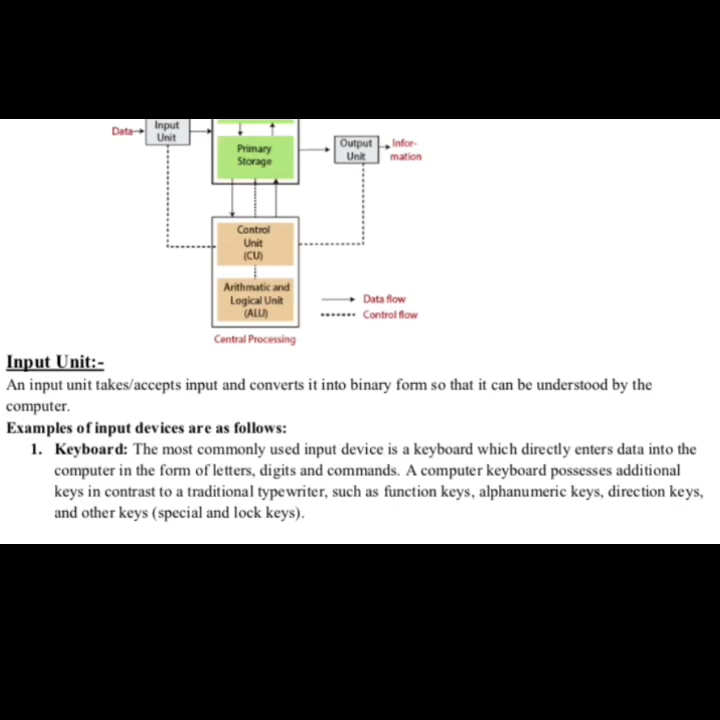 Data
Input
Unit
Primary
Storage
Output
Unit
Infor-
mation
Control
Unit
(CU)
Arithmatic and
Logical Unit
(ALU)
Data flow
Control flow
Central Processing
Input Unit:-
An input unit takes/accepts input and converts it into binary form so that it can be understood by the
computer.
Examples of input devices are as follows:
1. Keyboard: The most commonly used input device is a keyboard which directly enters data into the
computer in the form of letters, digits and commands. A computer keyboard possesses additional
keys in contrast to a traditional typewriter, such as function keys, alphanumeric keys, direction keys,
and other keys (special and lock keys).